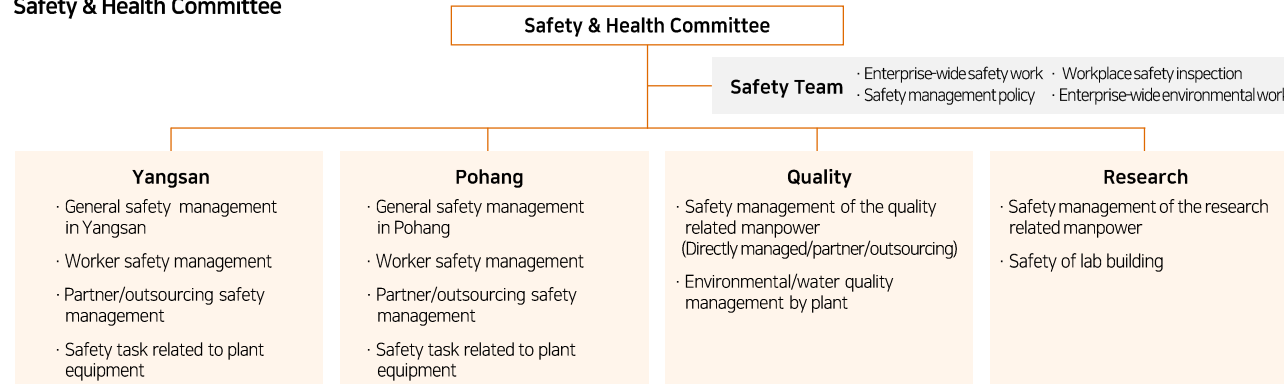 Safety & Health Committee
Safety & Health Committee
Safety Team
· Enterprise-wide safety work · Workplace safety inspection
· Safety management policy · Enterprise-wide environmental work
Yangsan
· General safety management
in Yangsan
· Worker safety management
· Partner/outsourcing safety
management
· Safety task related to plant
equipment
Pohang
· General safety management
in Pohang
· Worker safety management
· Partner/outsourcing safety
management
· Safety task related to plant
equipment
Quality
· Safety management of the quality
related manpower
(Directly managed/partner/outsourcing)
· Environmental/water quality
management by plant
Research
· Safety management of the research
related manpower
· Safety of lab building